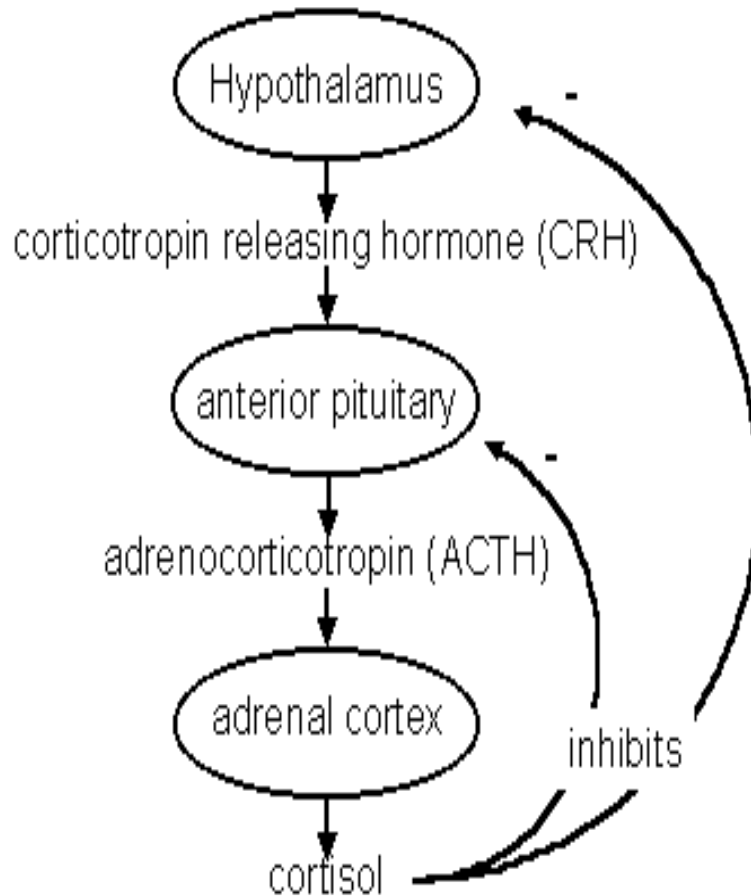 Hypothalamus
-
corticotropin releasing hormone (CRH)
anterior pituitary
-
adrenocorticotropin (ACTH)
adrenal cortex
inhibits
cortisol